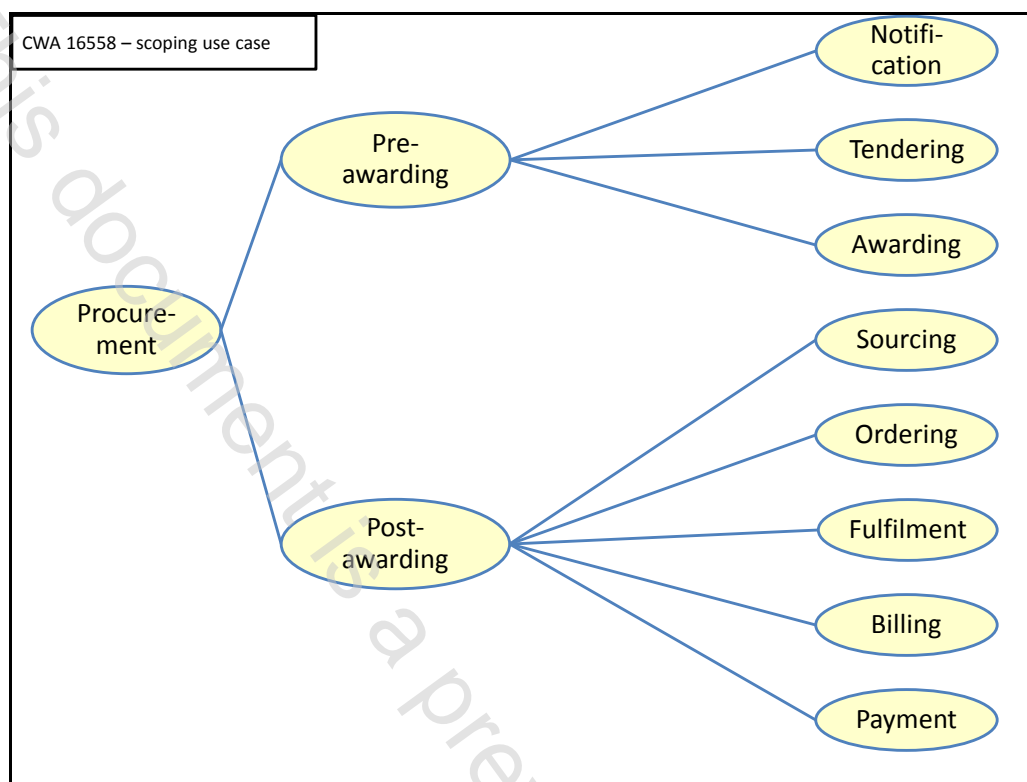 CWA 16558 – scoping use case
Notifi-
cation
Pre-
awarding
Tendering
Awarding
Procure-
ment
Sourcing
Ordering
Post-
awarding
Fulfilment
Billing
Payment
This document is a pre